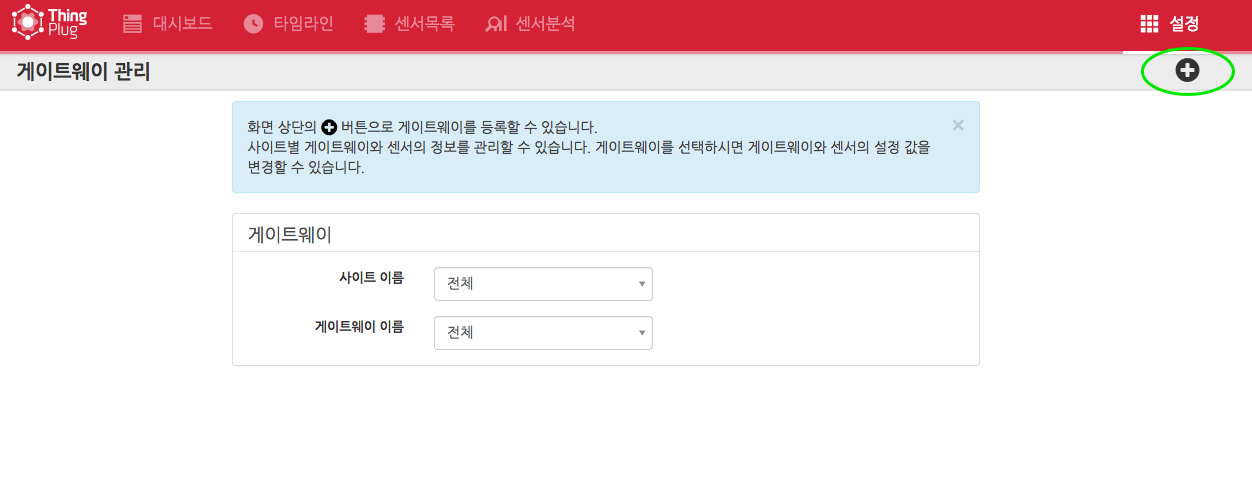 Thing
Plug
대시보드
타임라인
센서목록
센서분석
설정
게이트웨이 관리
화면 상단의 버튼으로 게이트웨이를 등록할 수 있습니다.
사이트별 게이트웨이와 센서의 정보를 관리할 수 있습니다. 게이트웨이를 선택하시면 게이트웨이와 센서의 설정 값을
변경할 수 있습니다.
게이트웨이
사이트 이름
전체
게이트웨이 이름
전체